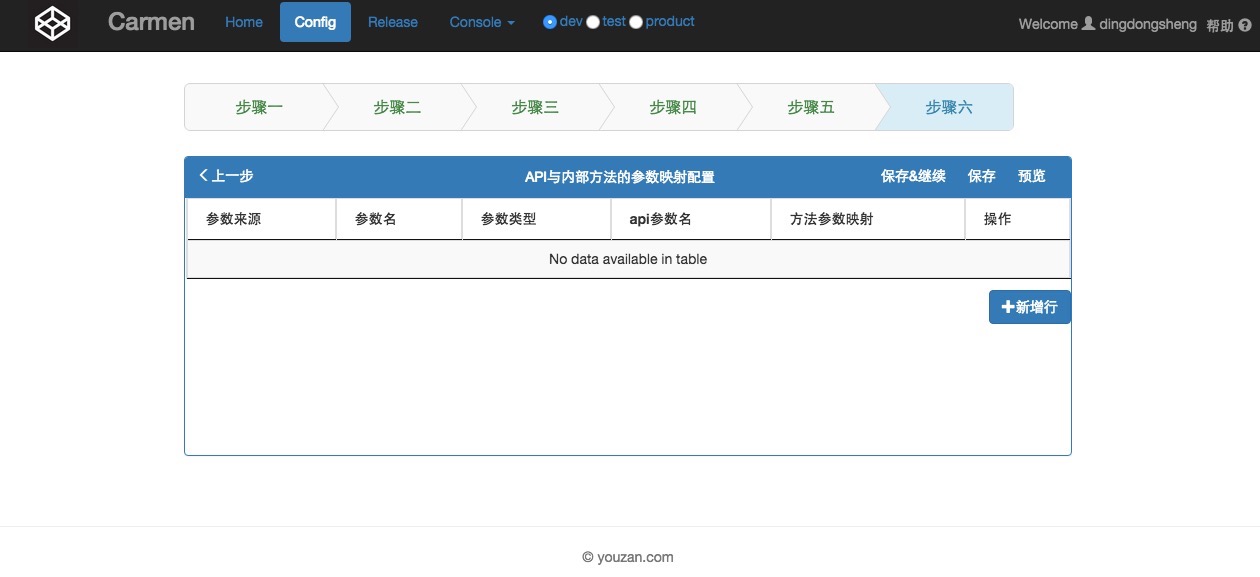 Carmen Home Config Release Console dev test product Welcome dingdongsheng 帮助
步骤一 步骤二 步骤三 步骤四 步骤五 步骤六
上一步 API与内部方法的参数映射配置 保存&继续 保存 预览
参数来源 参数名 参数类型 api参数名 方法参数映射 操作
No data available in table
新增行
© youzan.com